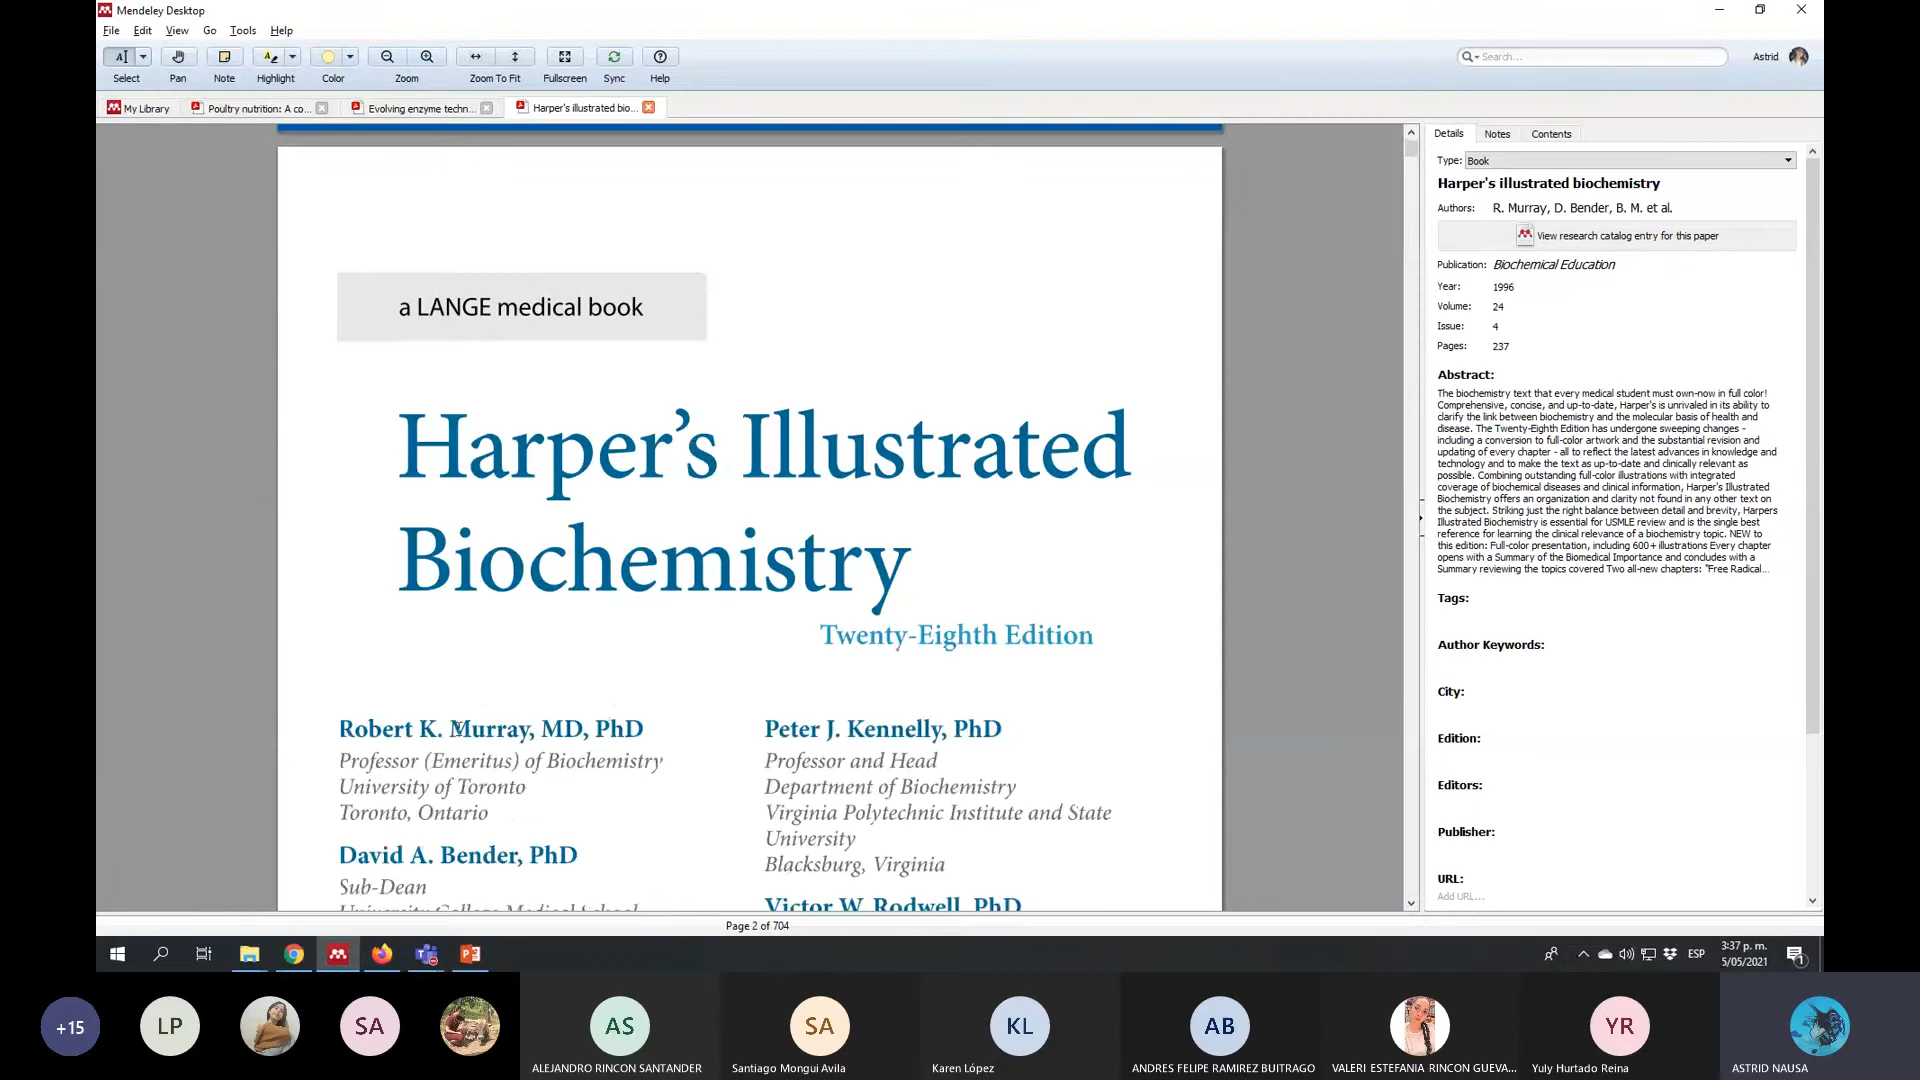 Mendeley Desktop
File Edit View Go Tools Help
Select Pan Note Highlight Color Zoom Zoom To Fit Fullscreen Sync Help
Search...
Astrid
My Library
Poultry nutrition: A co...
Evolving enzyme techn...
Harper's illustrated bio...
a LANGE medical book
Harper’s Illustrated
Biochemistry
Twenty-Eighth Edition
Robert K. Murray, MD, PhD
Professor (Emeritus) of Biochemistry
University of Toronto
Toronto, Ontario
David A. Bender, PhD
Sub-Dean
University College Medical School
Peter J. Kennelly, PhD
Professor and Head
Department of Biochemistry
Virginia Polytechnic Institute and State
University
Blacksburg, Virginia
Victor W. Rodwell, PhD
Page 2 of 704
Details Notes Contents
Type: Book
Harper's illustrated biochemistry
Authors: R. Murray, D. Bender, B. M. et al.
View research catalog entry for this paper
Publication: Biochemical Education
Year: 1996
Volume: 24
Issue: 4
Pages: 237
Abstract:
The biochemistry text that every medical student must own-now in full color!
Comprehensive, concise, and up-to-date, Harper's is unrivaled in its ability to
clarify the link between biochemistry and the molecular basis of health and
disease. The Twenty-Eighth Edition has undergone sweeping changes -
including a conversion to full-color artwork and the substantial revision and
updating of every chapter - all to reflect the latest advances in knowledge and
technology and to make the text as up-to-date and clinically relevant as
possible. Combining outstanding full-color illustrations with integrated
coverage of biochemical diseases and clinical information, Harper's Illustrated
Biochemistry offers an organization and clarity not found in any other text on
the subject. Striking just the right balance between detail and brevity, Harpers
Illustrated Biochemistry is essential for USMLE review and is the single best
reference for learning the clinical relevance of a biochemistry topic. NEW to
this edition: Full-color presentation, including 600+ illustrations Every chapter
opens with a Summary of the Biomedical Importance and concludes with a
Summary reviewing the topics covered Two all-new chapters: "Free Radical...
Tags:
Author Keywords:
City:
Edition:
Editors:
Publisher:
URL:
Add URL...
ESP
3:37 p. m.
5/05/2021
1
+15
LP
SA
AS
SA
KL
AB
YR
ALEJANDRO RINCON SANTANDER
Santiago Mongui Avila
Karen López
ANDRES FELIPE RAMIREZ BUITRAGO
VALERI ESTEFANIA RINCON GUEVA...
Yuly Hurtado Reina
ASTRID NAUSA